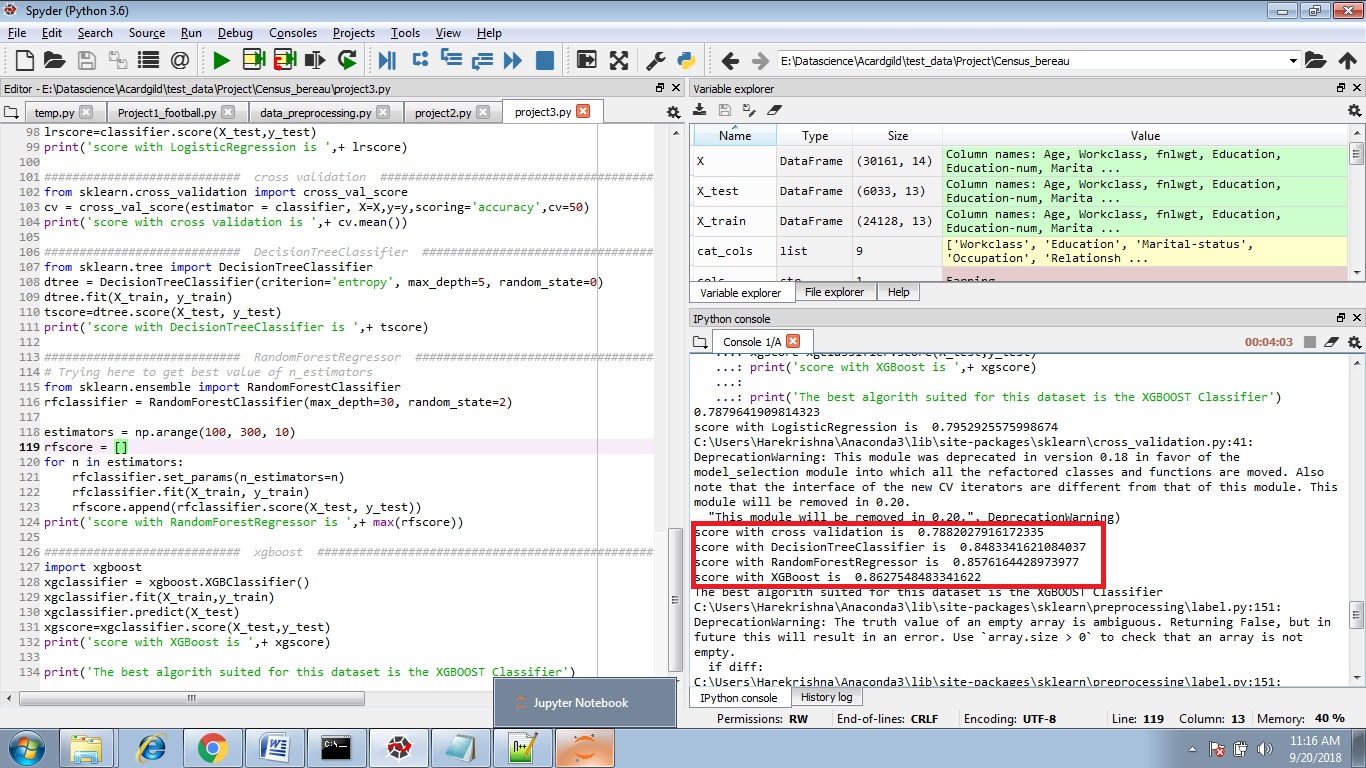 Spyder (Python 3.6)
File Edit Search Source Run Debug Consoles Projects Tools View Help
E:\Datascience\Acardgild\test_data\Project\Census_bereau
Editor - E:\Datascience\Acardgild\test_data\Project\Census_bereau\project3.py
temp.py Project1_football.py data_preprocessing.py project2.py project3.py
98 lrscore=classifier.score(X_test,y_test)
99 print('score with LogisticRegression is ',+ lrscore)
100
101 ############################ cross validation #######################################
102 from sklearn.cross_validation import cross_val_score
103 cv = cross_val_score(estimator = classifier, X=X,y=y,scoring='accuracy',cv=50)
104 print('score with cross validation is ',+ cv.mean())
105
106 ############################ DecisionTreeClassifier #################################
107 from sklearn.tree import DecisionTreeClassifier
108 dtree = DecisionTreeClassifier(criterion='entropy', max_depth=5, random_state=0)
109 dtree.fit(X_train, y_train)
110 tscore=dtree.score(X_test, y_test)
111 print('score with DecisionTreeClassifier is ',+ tscore)
112
113 ############################ RandomForestRegressor ##################################
114 # Trying here to get best value of n_estimators
115 from sklearn.ensemble import RandomForestClassifier
116 rfclassifier = RandomForestClassifier(max_depth=30, random_state=2)
117
118 estimators = np.arange(100, 300, 10)
119 rfscore = []
120 for n in estimators:
121 rfclassifier.set_params(n_estimators=n)
122 rfclassifier.fit(X_train, y_train)
123 rfscore.append(rfclassifier.score(X_test, y_test))
124 print('score with RandomForestRegressor is ',+ max(rfscore))
125
126 ############################ xgboost ################################################
127 import xgboost
128 xgclassifier = xgboost.XGBClassifier()
129 xgclassifier.fit(X_train,y_train)
130 xgclassifier.predict(X_test)
131 xgscore=xgclassifier.score(X_test,y_test)
132 print('score with XGBoost is ',+ xgscore)
133
134 print('The best algorith suited for this dataset is the XGBOOST Classifier')
Variable explorer
Name Type Size Value
X DataFrame (30161, 14) Column names: Age, Workclass, fnlwgt, Education,
Education-num, Marita ...
X_test DataFrame (6033, 13) Column names: Age, Workclass, fnlwgt, Education,
Education-num, Marita ...
X_train DataFrame (24128, 13) Column names: Age, Workclass, fnlwgt, Education,
Education-num, Marita ...
cat_cols list 9 ['Workclass', 'Education', 'Marital-status',
'Occupation', 'Relationsh ...
cols str 1 Earning
Variable explorer File explorer Help
IPython console
Console 1/A 00:04:03
...: xgscore=xgclassifier.score(X_test,y_test)
...: print('score with XGBoost is ',+ xgscore)
...:
...: print('The best algorith suited for this dataset is the XGBOOST Classifier')
0.7879641909814323
score with LogisticRegression is 0.7952925575998674
C:\Users\Harekrishna\Anaconda3\lib\site-packages\sklearn\cross_validation.py:41:
DeprecationWarning: This module was deprecated in version 0.18 in favor of the
model_selection module into which all the refactored classes and functions are moved. Also
note that the interface of the new CV iterators are different from that of this module. This
module will be removed in 0.20.
"This module will be removed in 0.20.", DeprecationWarning)
score with cross validation is 0.7882027916172335
score with DecisionTreeClassifier is 0.8483341621084037
score with RandomForestRegressor is 0.8576164428973977
score with XGBoost is 0.8627548483341622
The best algorith suited for this dataset is the XGBOOST Classifier
C:\Users\Harekrishna\Anaconda3\lib\site-packages\sklearn\preprocessing\label.py:151:
DeprecationWarning: The truth value of an empty array is ambiguous. Returning False, but in
future this will result in an error. Use `array.size > 0` to check that an array is not
empty.
if diff:
C:\Users\Harekrishna\Anaconda3\lib\site-packages\sklearn\preprocessing\label.py:151:
IPython console History log
Jupyter Notebook
Permissions: RW End-of-lines: CRLF Encoding: UTF-8 Line: 119 Column: 13 Memory: 40 %
11:16 AM
9/20/2018